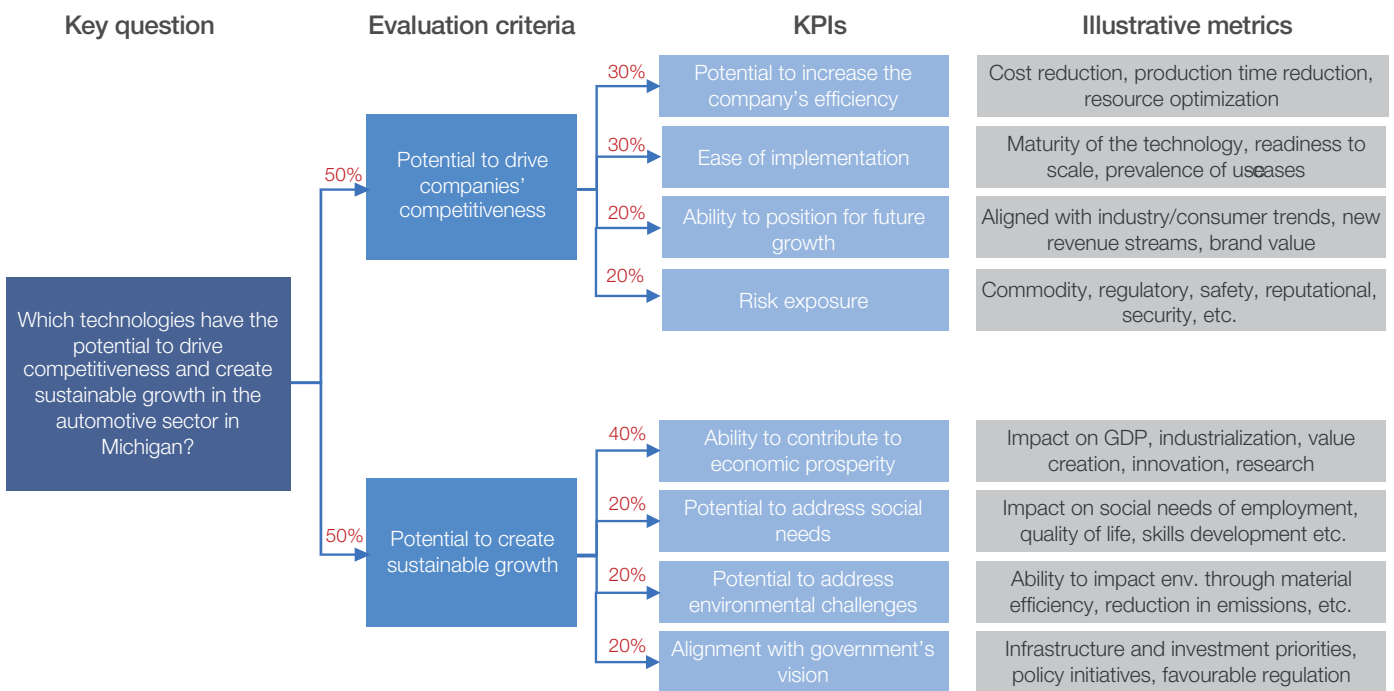 Key question
Evaluation criteria
KPIs
Illustrative metrics
Which technologies have the
potential to drive
competitiveness and create
sustainable growth in the
automotive sector in
Michigan?
50%
Potential to drive
companies’
competitiveness
30%
Potential to increase the
company’s efficiency
Cost reduction, production time reduction,
resource optimization
30%
Ease of implementation
Maturity of the technology, readiness to
scale, prevalence of use cases
20%
Ability to position for future
growth
Aligned with industry/consumer trends, new
revenue streams, brand value
20%
Risk exposure
Commodity, regulatory, safety, reputational,
security, etc.
50%
Potential to create
sustainable growth
40%
Ability to contribute to
economic prosperity
Impact on GDP, industrialization, value
creation, innovation, research
20%
Potential to address social
needs
Impact on social needs of employment,
quality of life, skills development etc.
20%
Potential to address
environmental challenges
Ability to impact env. through material
efficiency, reduction in emissions, etc.
20%
Alignment with government’s
vision
Infrastructure and investment priorities,
policy initiatives, favourable regulation